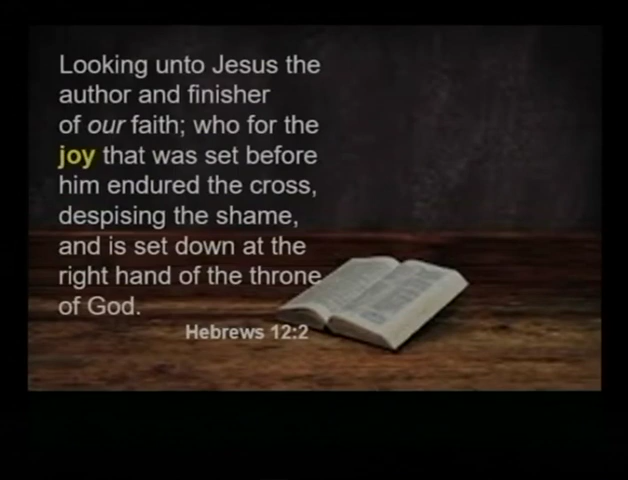 Looking unto Jesus the
author and finisher
of our faith; who for the
joy that was set before
him endured the cross,
despising the shame,
and is set down at the
right hand of the throne
of God.
Hebrews 12:2